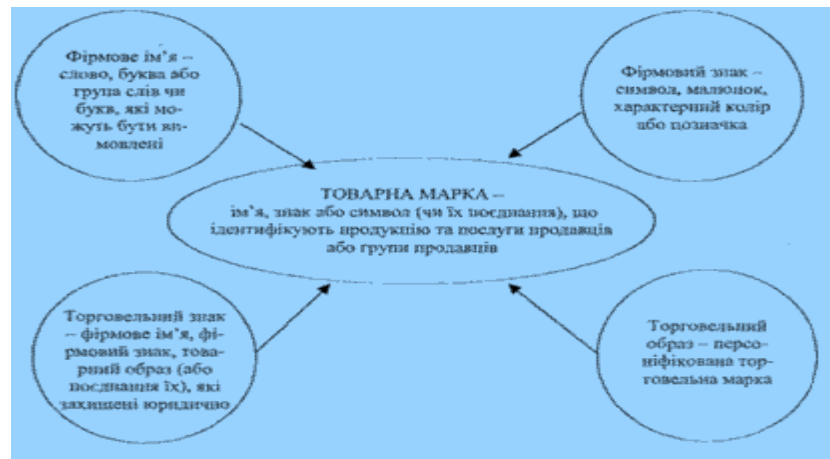 Фірмове ім'я –
слово, буква або
група слів чи
букв, які мо-
жуть бути ви-
мовлені
Фірмовий знак –
символ, малюнок,
характерний колір
або позначка
ТОВАРНА МАРКА –
ім'я, знак або символ (чи їх поєднання), що
ідентифікують продукцію та послуги продавців
або групи продавців
Торговельний знак
– фірмове ім'я, фі-
рмовий знак, това-
рний образ (або
поєднання їх), які
захищені юридично
Торговельний
образ – персо-
ніфікована тор-
говельна марка